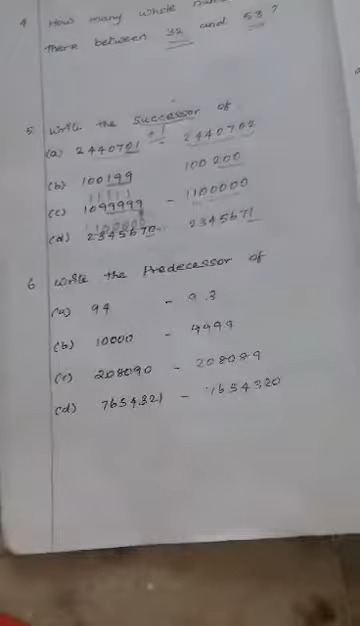 4 How many whole
there between 32 and 53?
5 Write the Successor of
(a) 2440701 +1 = 2440702
(b) 100199 100200
(c) 1099999 - 1100000
(d) 2345670 - 2345671
6 Write the Predecessor of
(a) 94 - 93
(b) 10000 - 9999
(c) 208090 - 208089
(d) 7654321 - 7654320